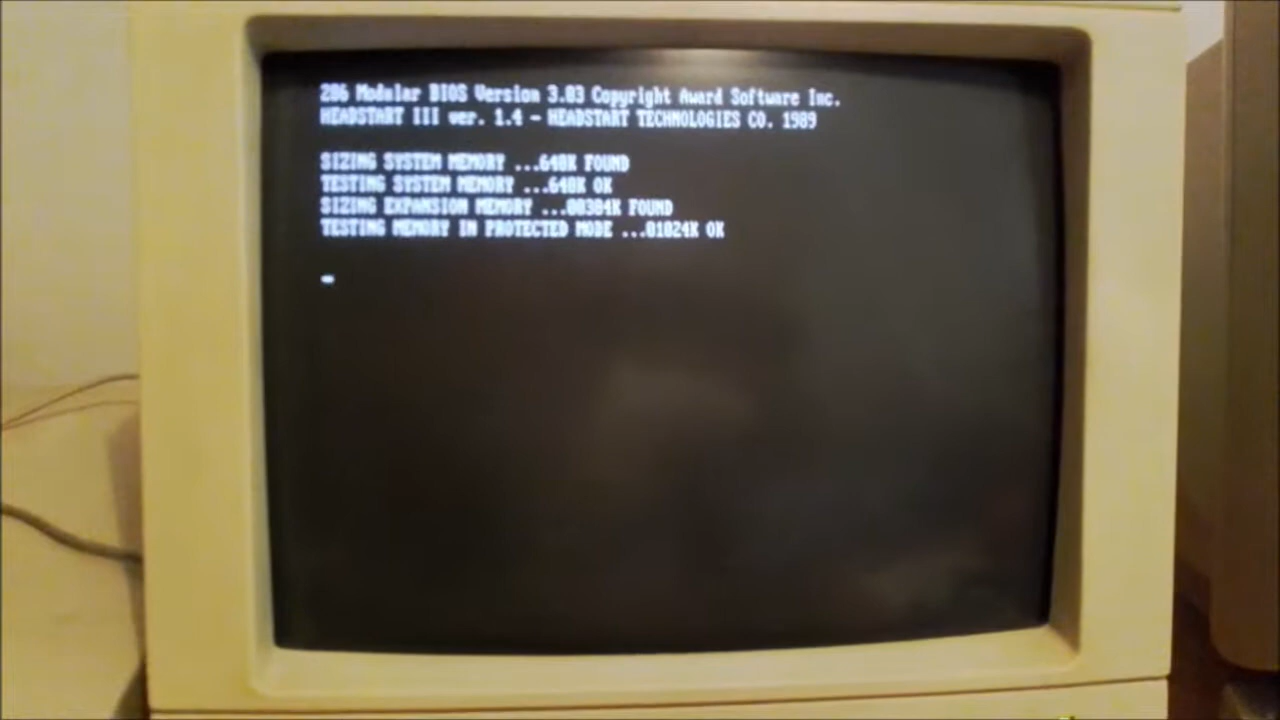 286 Modular BIOS Version 3.03 Copyright Award Software Inc.
HEADSTART III ver. 1.4 - HEADSTART TECHNOLOGIES CO. 1989
SIZING SYSTEM MEMORY ...640K FOUND
TESTING SYSTEM MEMORY ...640K OK
SIZING EXPANSION MEMORY ...00384K FOUND
TESTING MEMORY IN PROTECTED MODE ...01024K OK